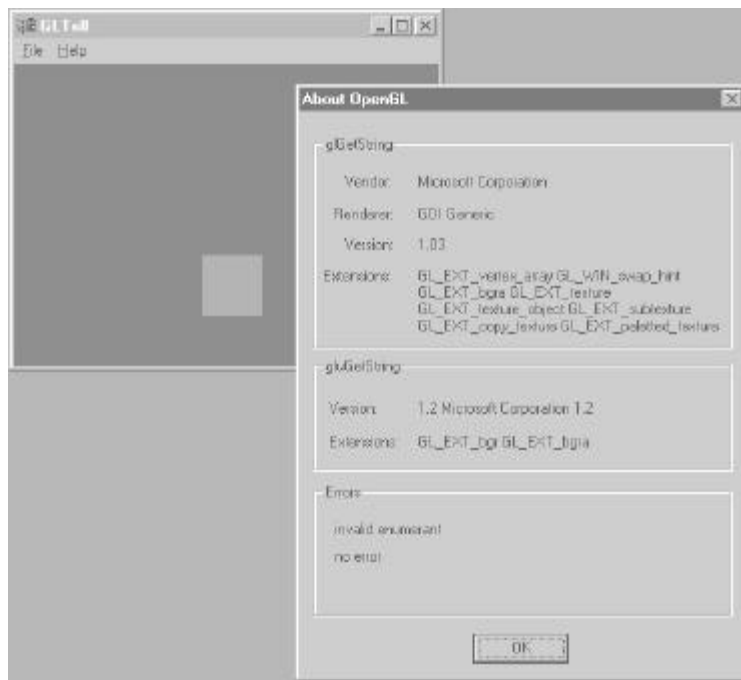 GLTell
File Help
About OpenGL
glGetString
Vendor: Microsoft Corporation
Renderer: GDI Generic
Version: 1.03
Extensions: GL_EXT_vertex_array GL_WIN_swap_hint
GL_EXT_bgra GL_EXT_texture
GL_EXT_texture_object GL_EXT_subtexture
GL_EXT_copy_texture GL_EXT_paletted_texture
gluGetString
Version: 1.2 Microsoft Corporation 1.2
Extensions: GL_EXT_bgr GL_EXT_bgra
Errors
invalid enumerant
no error
OK